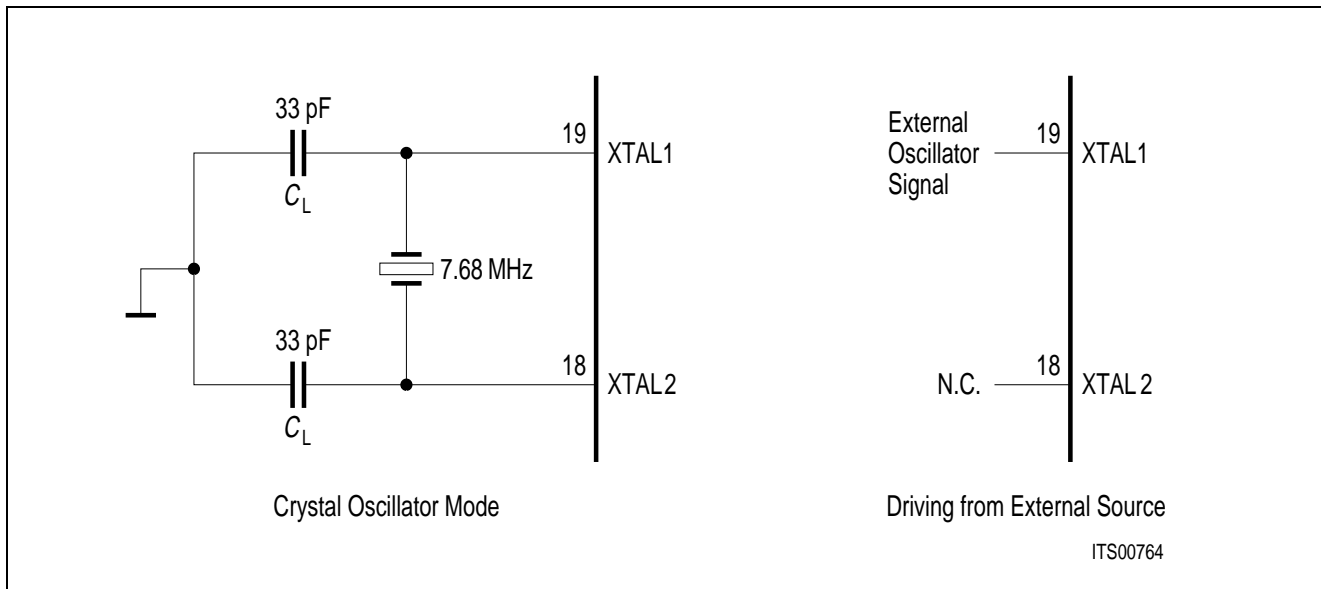 33 pF
C_L
19
XTAL1
7.68 MHz
33 pF
C_L
18
XTAL2
Crystal Oscillator Mode
External
Oscillator
Signal
19
XTAL1
N.C.
18
XTAL 2
Driving from External Source
ITS00764